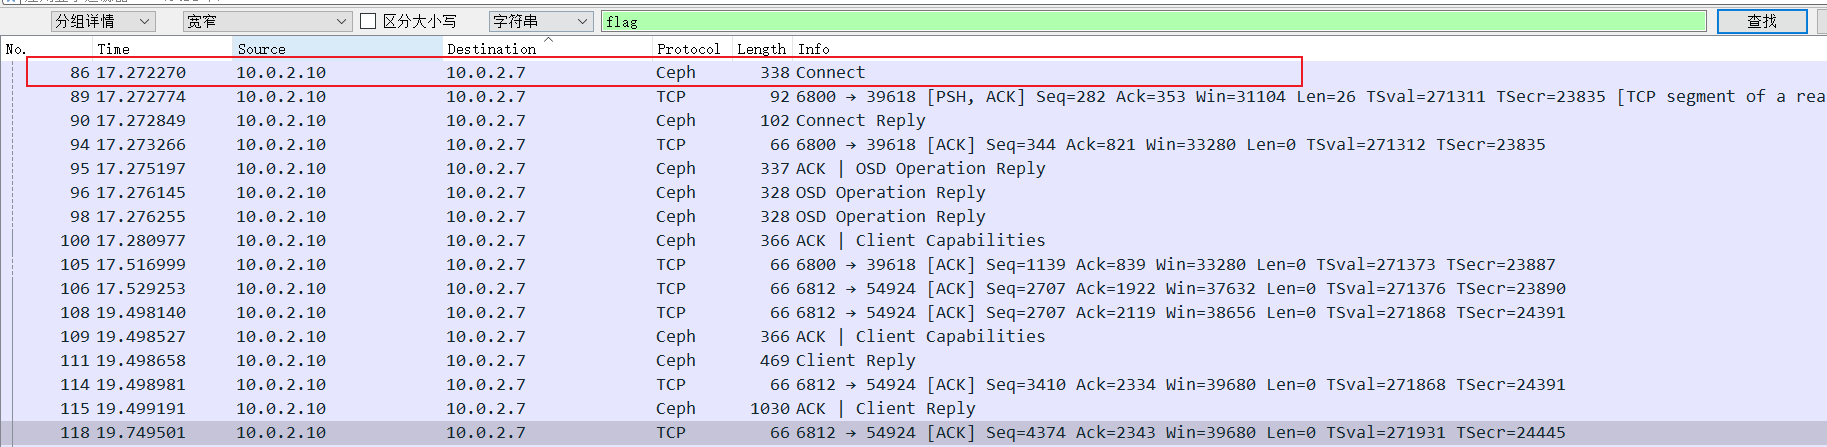 分组详情 宽窄 区分大小写 字符串 flag 查找
No. Time Source Destination Protocol Length Info
86 17.272270 10.0.2.10 10.0.2.7 Ceph 338 Connect
89 17.272774 10.0.2.10 10.0.2.7 TCP 92 6800 → 39618 [PSH, ACK] Seq=282 Ack=353 Win=31104 Len=26 TSval=271311 TSecr=23835 [TCP segment of a rea
90 17.272849 10.0.2.10 10.0.2.7 Ceph 102 Connect Reply
94 17.273266 10.0.2.10 10.0.2.7 TCP 66 6800 → 39618 [ACK] Seq=344 Ack=821 Win=33280 Len=0 TSval=271312 TSecr=23835
95 17.275197 10.0.2.10 10.0.2.7 Ceph 337 ACK | OSD Operation Reply
96 17.276145 10.0.2.10 10.0.2.7 Ceph 328 OSD Operation Reply
98 17.276255 10.0.2.10 10.0.2.7 Ceph 328 OSD Operation Reply
100 17.280977 10.0.2.10 10.0.2.7 Ceph 366 ACK | Client Capabilities
105 17.516999 10.0.2.10 10.0.2.7 TCP 66 6800 → 39618 [ACK] Seq=1139 Ack=839 Win=33280 Len=0 TSval=271373 TSecr=23887
106 17.529253 10.0.2.10 10.0.2.7 TCP 66 6812 → 54924 [ACK] Seq=2707 Ack=1922 Win=37632 Len=0 TSval=271376 TSecr=23890
108 19.498140 10.0.2.10 10.0.2.7 TCP 66 6812 → 54924 [ACK] Seq=2707 Ack=2119 Win=38656 Len=0 TSval=271868 TSecr=24391
109 19.498527 10.0.2.10 10.0.2.7 Ceph 366 ACK | Client Capabilities
111 19.498658 10.0.2.10 10.0.2.7 Ceph 469 Client Reply
114 19.498981 10.0.2.10 10.0.2.7 TCP 66 6812 → 54924 [ACK] Seq=3410 Ack=2334 Win=39680 Len=0 TSval=271868 TSecr=24391
115 19.499191 10.0.2.10 10.0.2.7 Ceph 1030 ACK | Client Reply
118 19.749501 10.0.2.10 10.0.2.7 TCP 66 6812 → 54924 [ACK] Seq=4374 Ack=2343 Win=39680 Len=0 TSval=271931 TSecr=24445